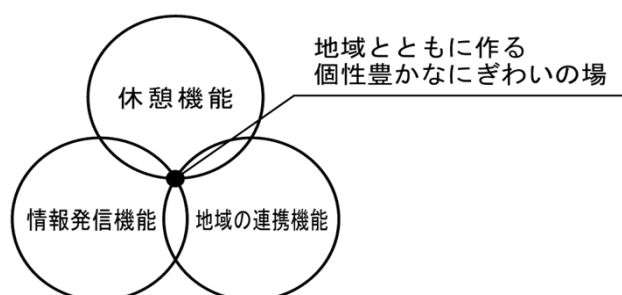 地域とともに作る
個性豊かなにぎわいの場
休憩機能
情報発信機能
地域の連携機能